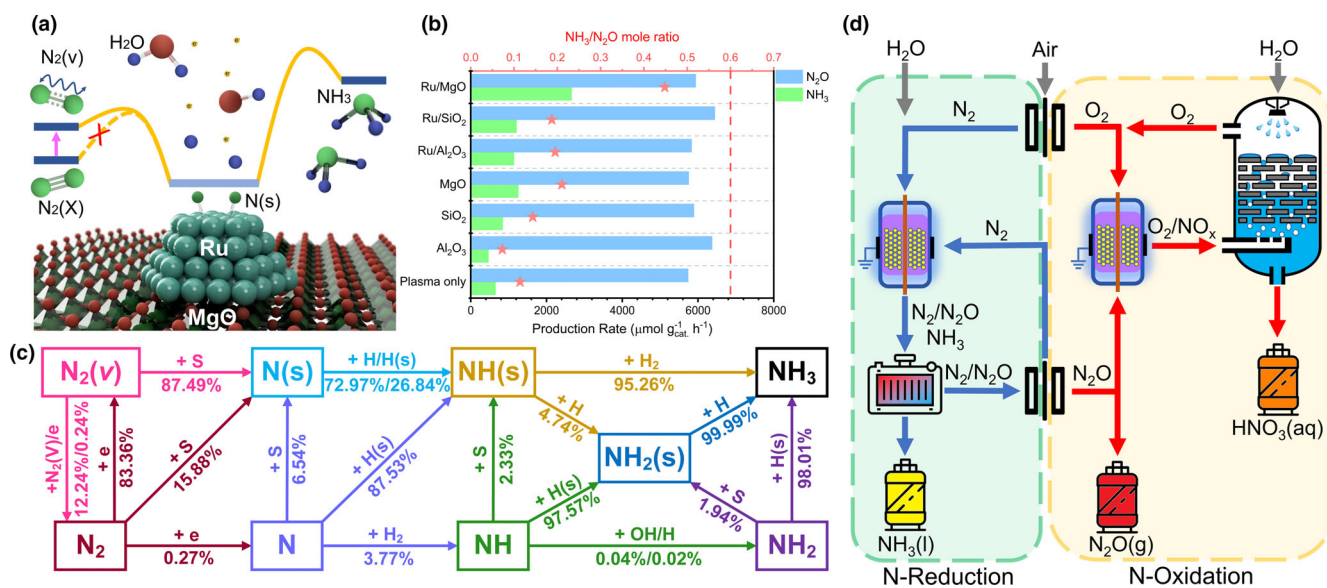 (a)
H2O
e
N2(v)
NH3
N2(X)
N(s)
Ru
MgO
(b)
NH3/N2O mole ratio
0.0 0.1 0.2 0.3 0.4 0.5 0.6 0.7
Ru/MgO
Ru/SiO2
Ru/Al2O3
MgO
SiO2
Al2O3
Plasma only
N2O
NH3
0 2000 4000 6000 8000
Production Rate (μmol g-1cat. h-1)
(c)
N2(v)
+ S
87.49%
N(s)
+ H/H(s)
72.97%/26.84%
NH(s)
+ H2
95.26%
NH3
+N2(V)/e
12.24%/0.24%
+ e
83.36%
+ S
15.88%
+ S
6.54%
+ H(s)
87.53%
+ S
2.33%
+ H
4.74%
+ H(s)
97.57%
NH2(s)
+ H
99.99%
+ S
1.94%
+ H(s)
98.01%
N2
+ e
0.27%
N
+ H2
3.77%
NH
+ OH/H
0.04%/0.02%
NH2
(d)
H2O
Air
H2O
N2
O2
O2
N2
O2/NOx
N2/N2O
NH3
N2/N2O
N2O
HNO3(aq)
NH3(l)
N2O(g)
N-Reduction
N-Oxidation